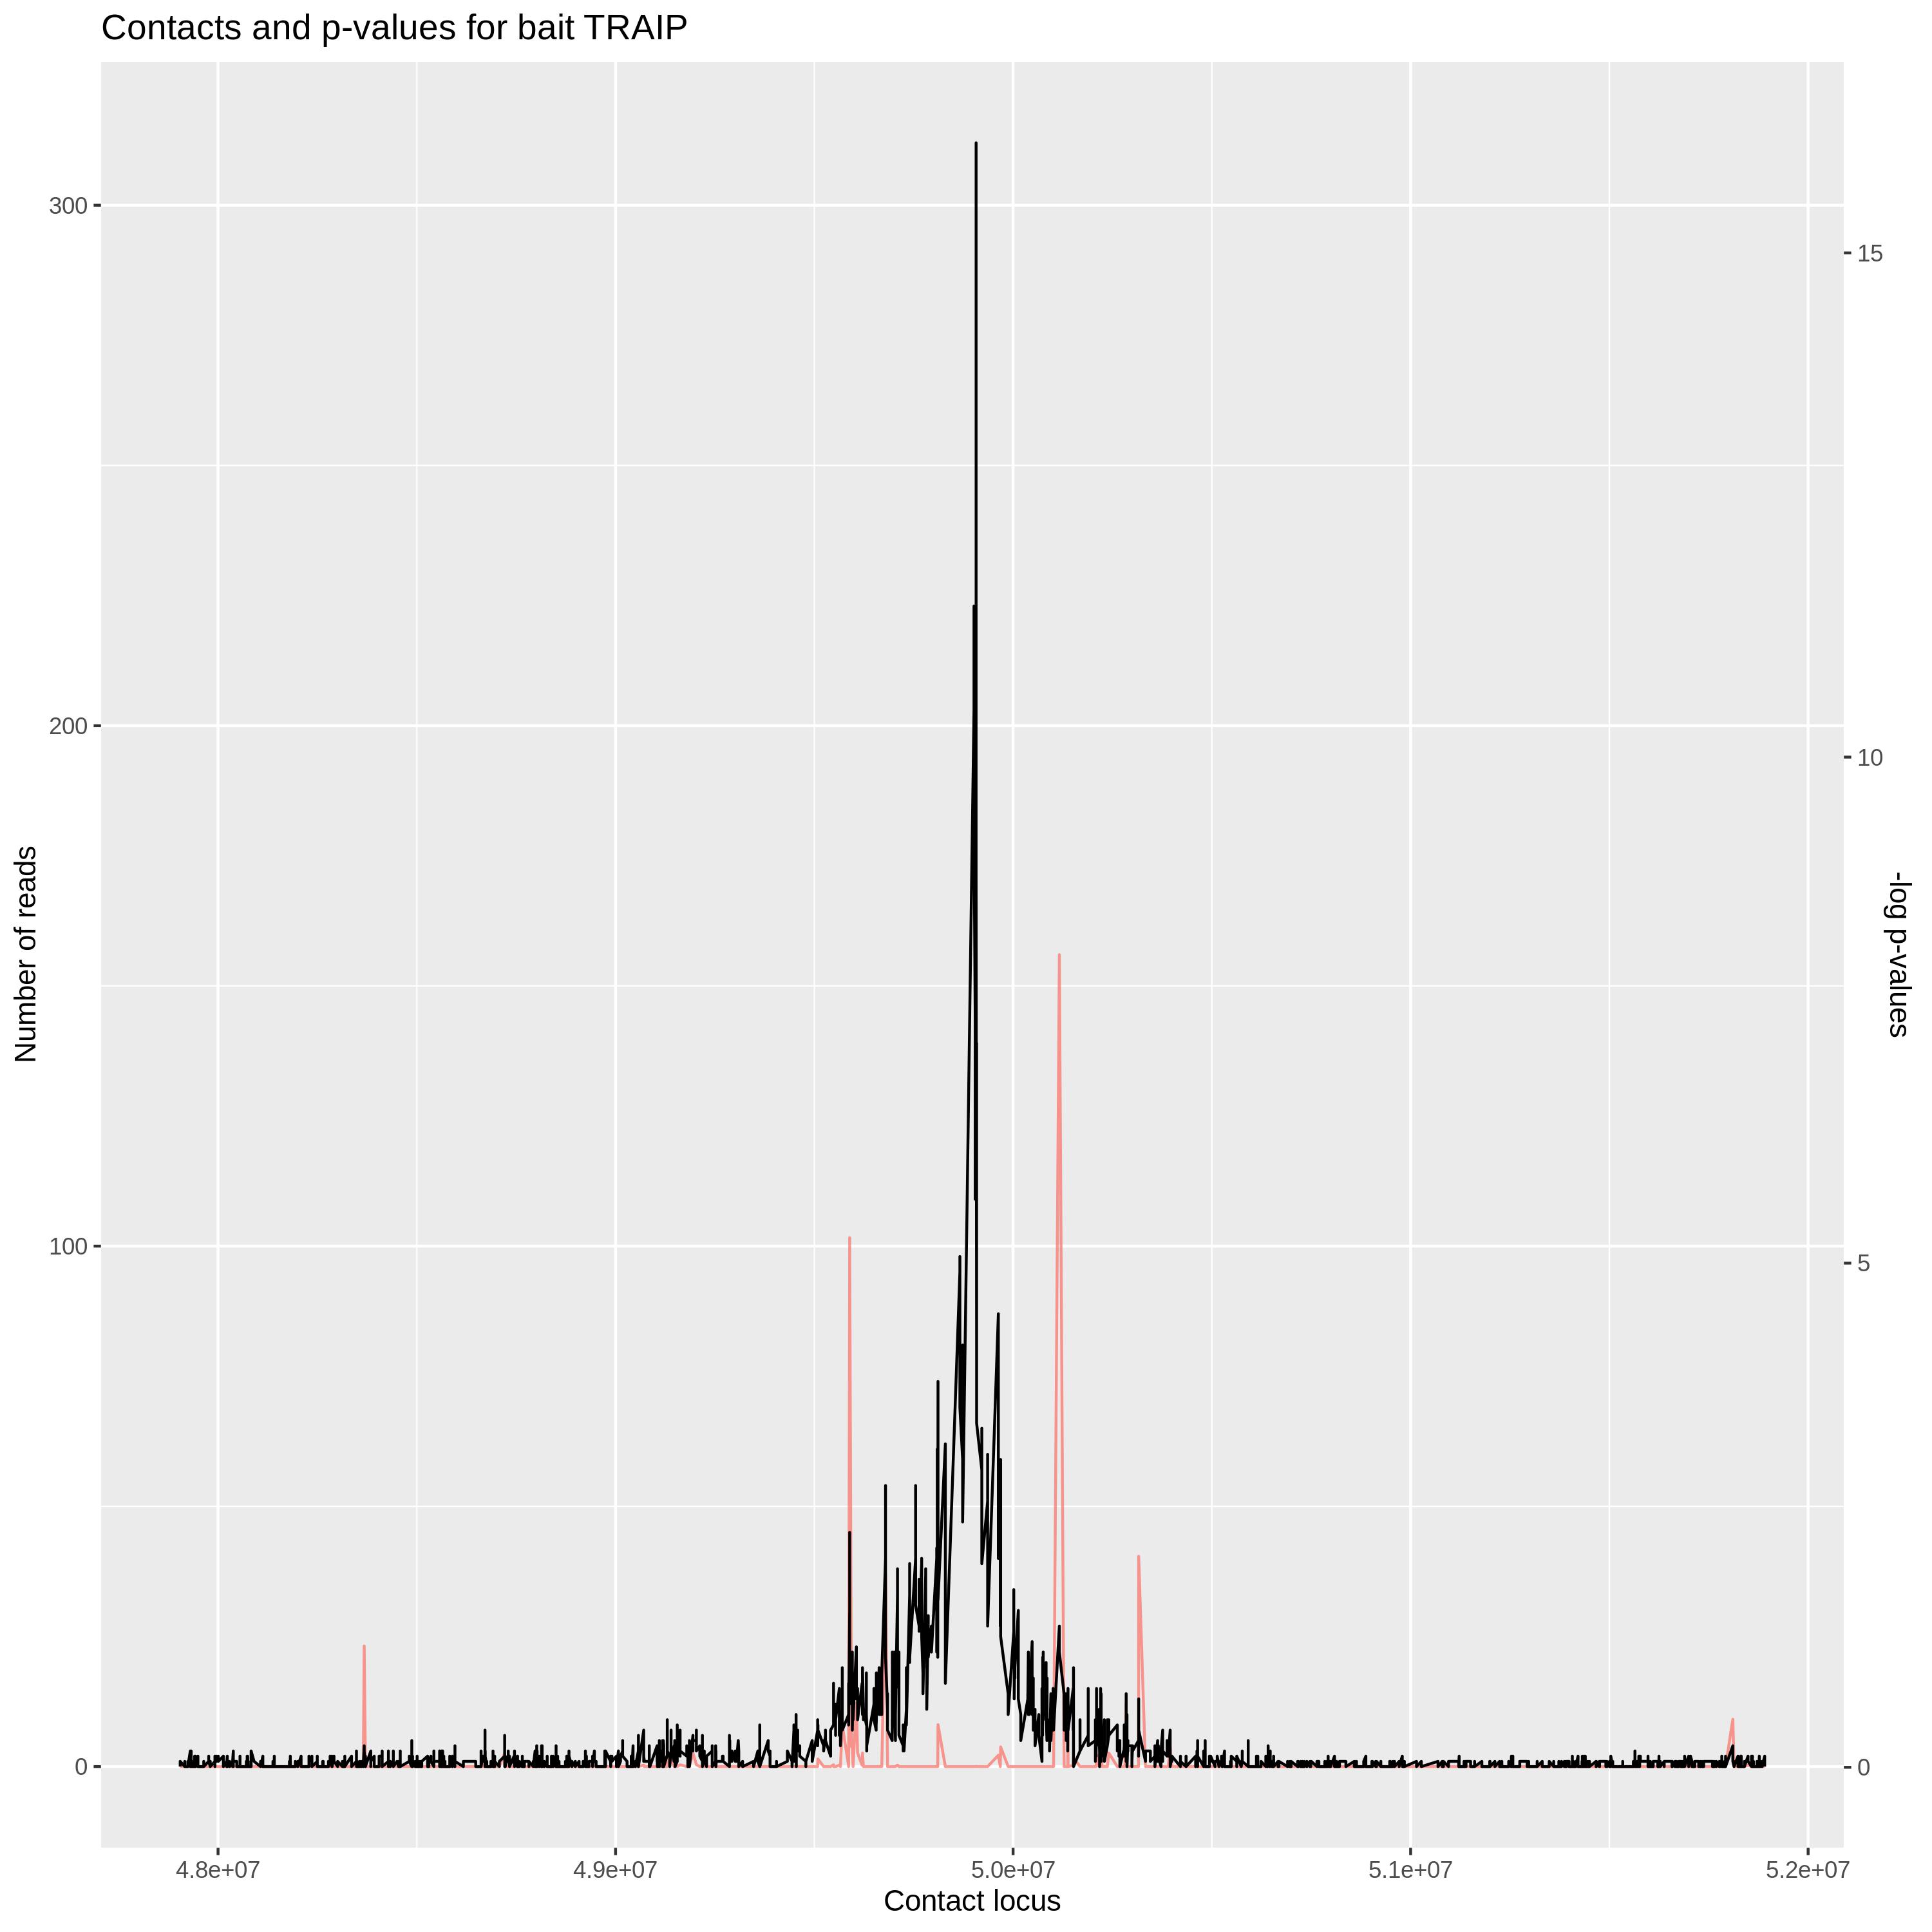 Contacts and p-values for bait TRAIP
300
200
100
0
Number of reads
15
10
5
0
-log p-values
4.8e+07
4.9e+07
5.0e+07
5.1e+07
5.2e+07
Contact locus